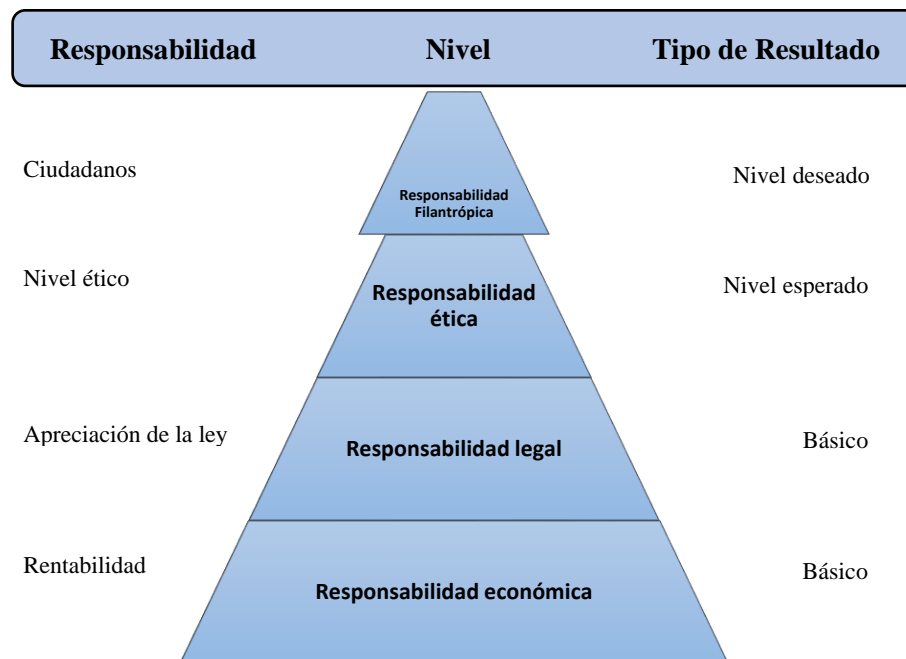 Responsabilidad Nivel Tipo de Resultado
Ciudadanos
Responsabilidad
Filantrópica
Nivel deseado
Nivel ético
Responsabilidad
ética
Nivel esperado
Apreciación de la ley
Responsabilidad legal
Básico
Rentabilidad
Responsabilidad económica
Básico